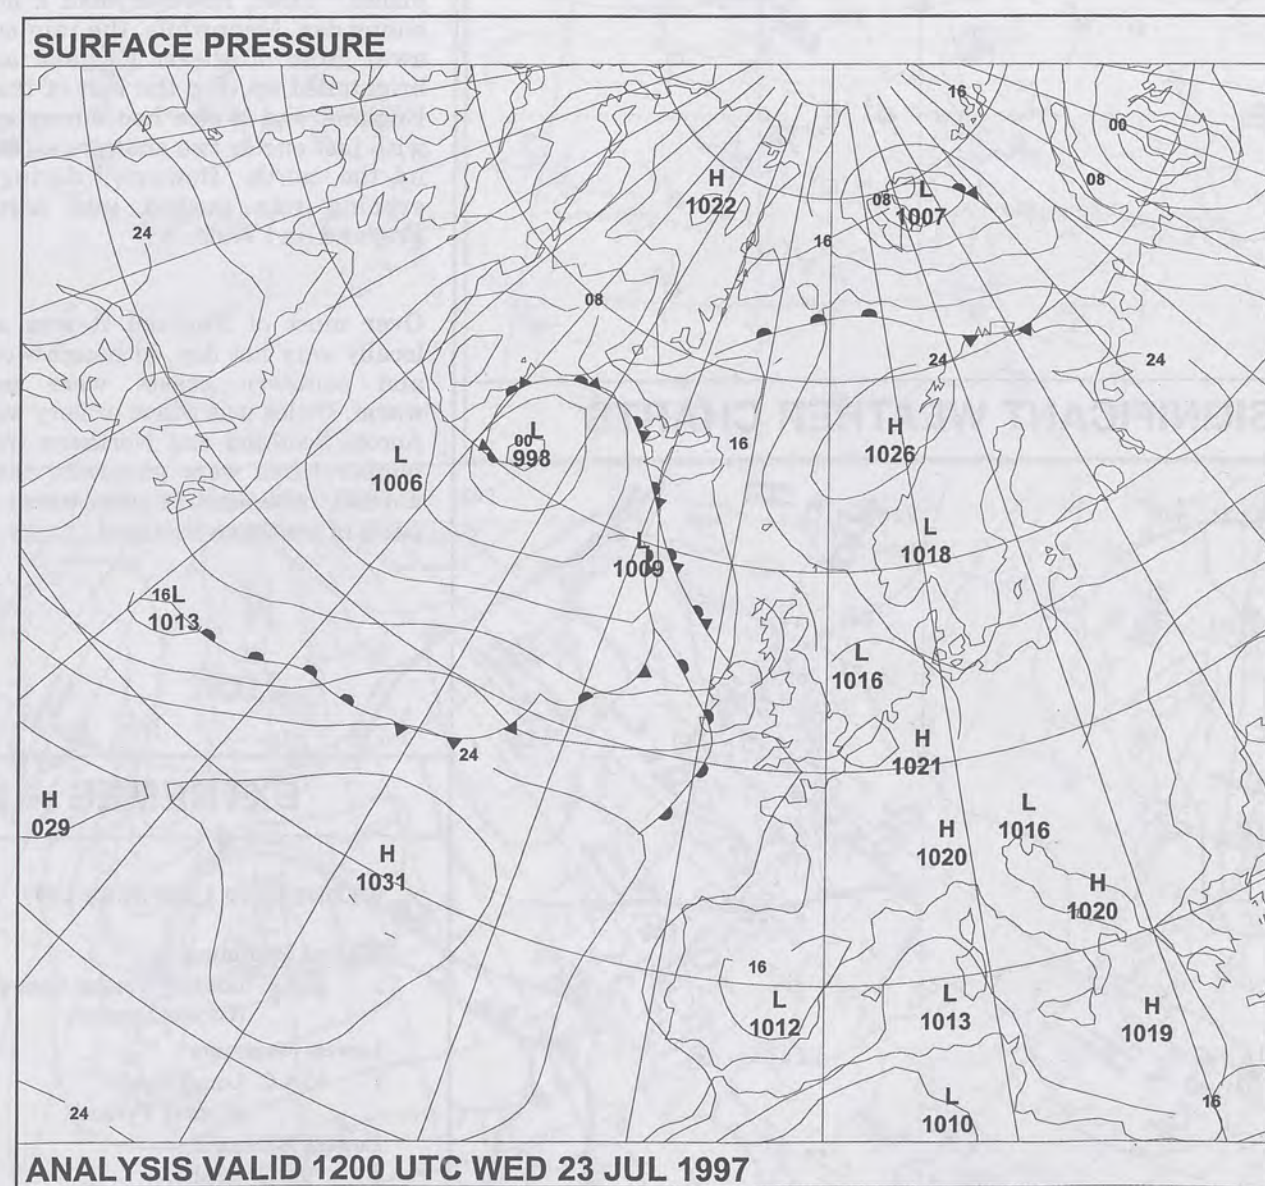 SURFACE PRESSURE
16
00
H
1022
08
L
1007
08
16
24
08
24
24
L
00
998
16
H
1026
L
1006
L
1009
L
1018
16 L
1013
L
1016
24
H
1021
H
029
L
1016
H
1020
H
1031
H
1020
16
L
1012
L
1013
H
1019
24
L
1010
16
ANALYSIS VALID 1200 UTC WED 23 JUL 1997